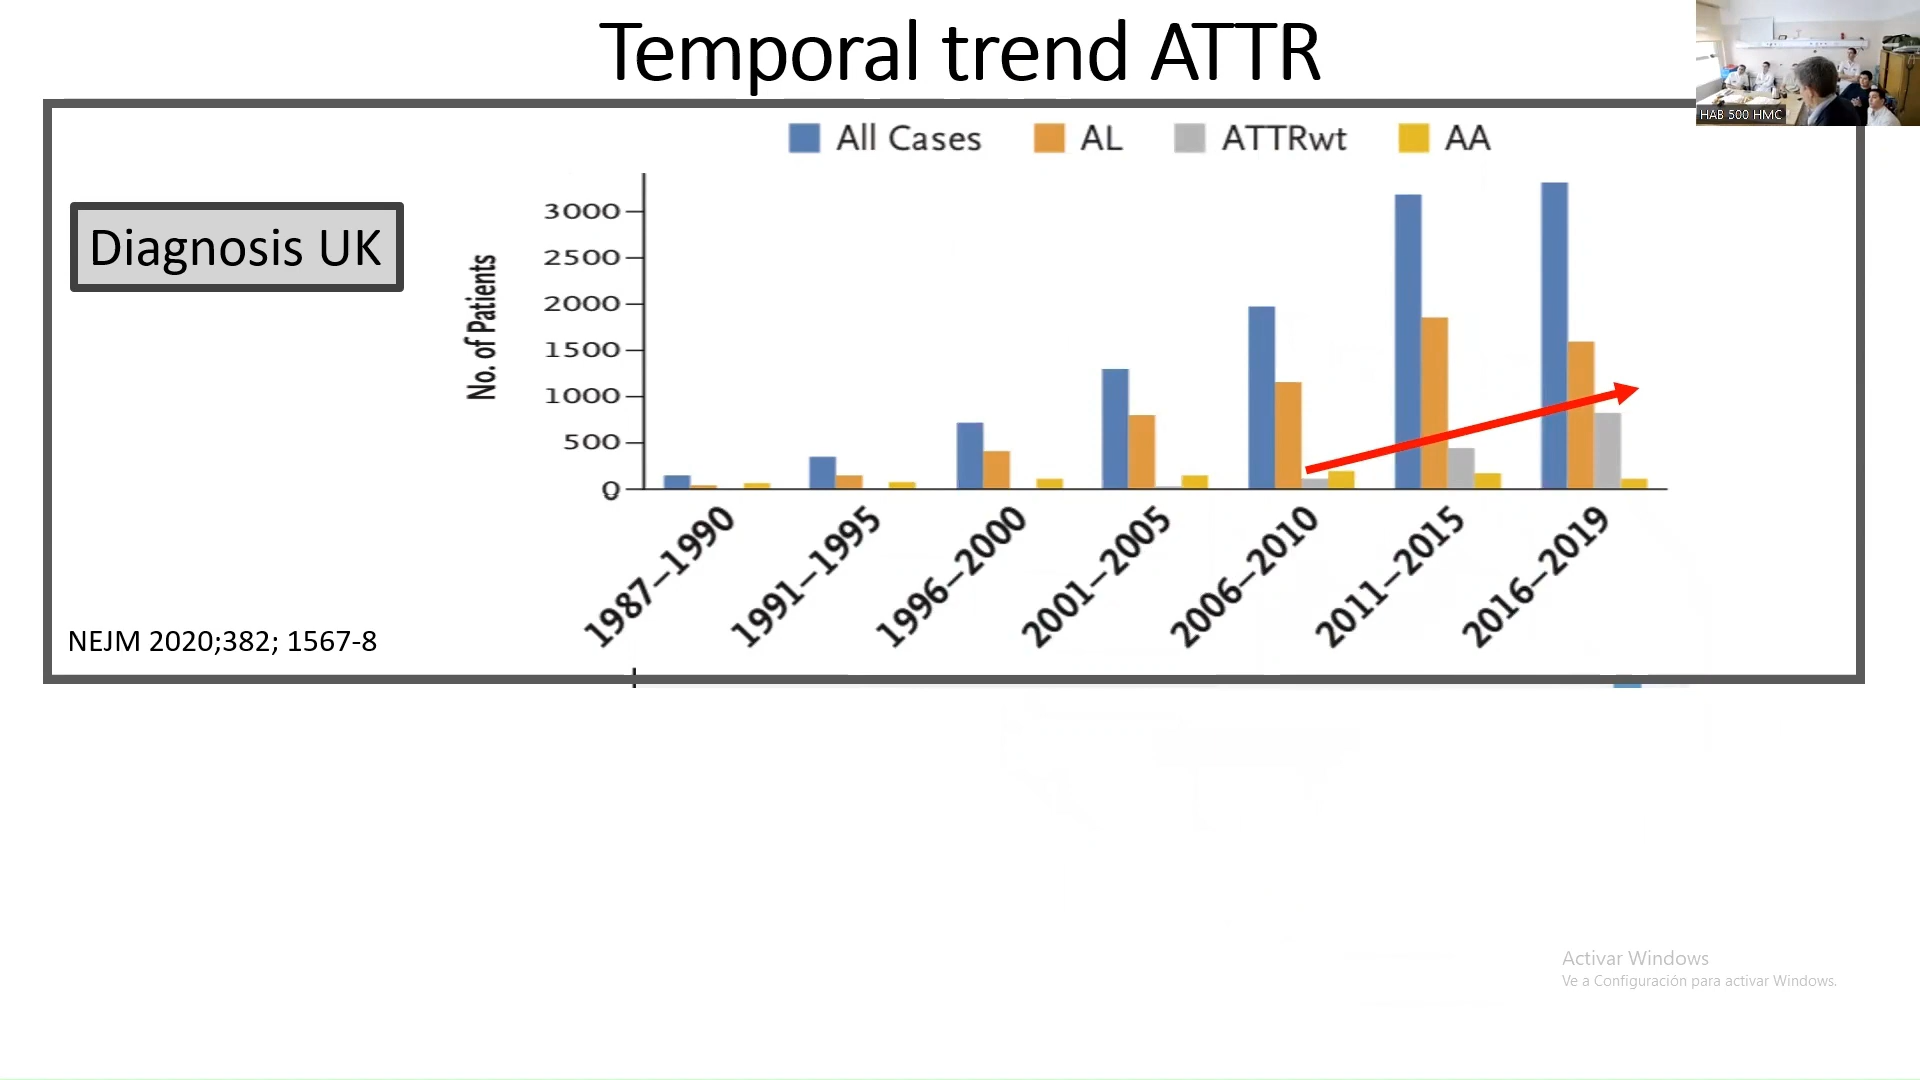 Temporal trend ATTR
HAB 500 HMC
All Cases AL ATTRwt AA
Diagnosis UK
No. of Patients
3000
2500
2000
1500
1000
500
0
1987–1990
1991–1995
1996–2000
2001–2005
2006–2010
2011–2015
2016–2019
NEJM 2020;382; 1567-8
Activar Windows
Ve a Configuración para activar Windows.